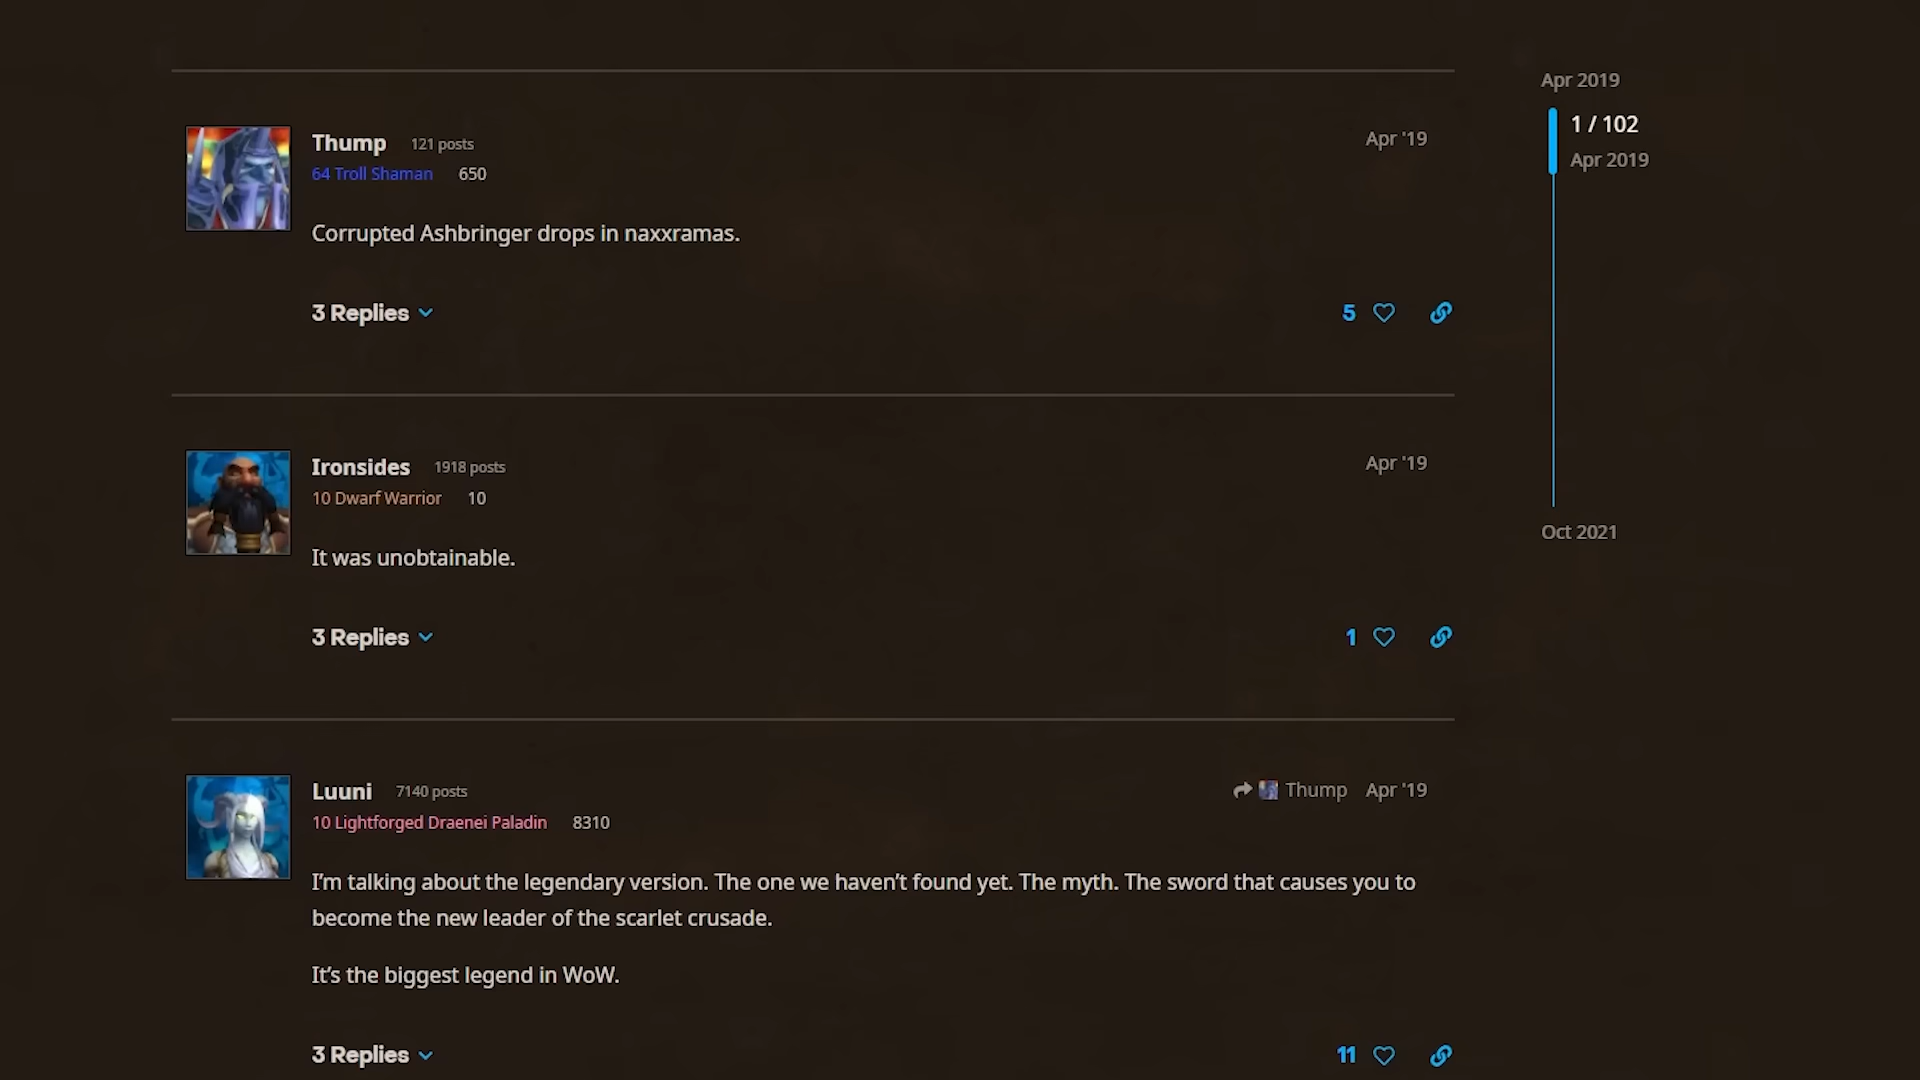 Apr 2019
1 / 102
Apr 2019
Oct 2021
Thump 121 posts Apr '19
64 Troll Shaman 650
Corrupted Ashbringer drops in naxxramas.
3 Replies 5
Ironsides 1918 posts Apr '19
10 Dwarf Warrior 10
It was unobtainable.
3 Replies 1
Luuni 7140 posts Thump Apr '19
10 Lightforged Draenei Paladin 8310
I’m talking about the legendary version. The one we haven’t found yet. The myth. The sword that causes you to
become the new leader of the scarlet crusade.
It’s the biggest legend in WoW.
3 Replies 11